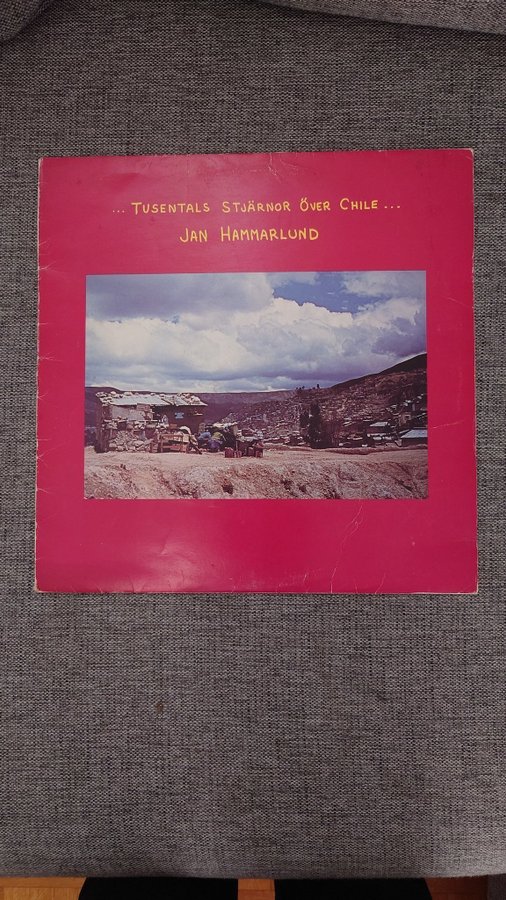 ... TUSENTALS STJÄRNOR ÖVER CHILE...
JAN HAMMARLUND